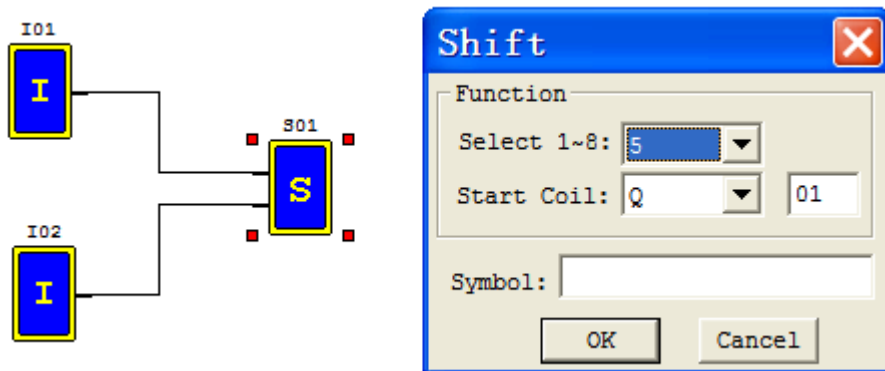 I01
I
S01
S
I02
I
Shift
Function
Select 1~8: 5
Start Coil: Q 01
Symbol:
OK Cancel